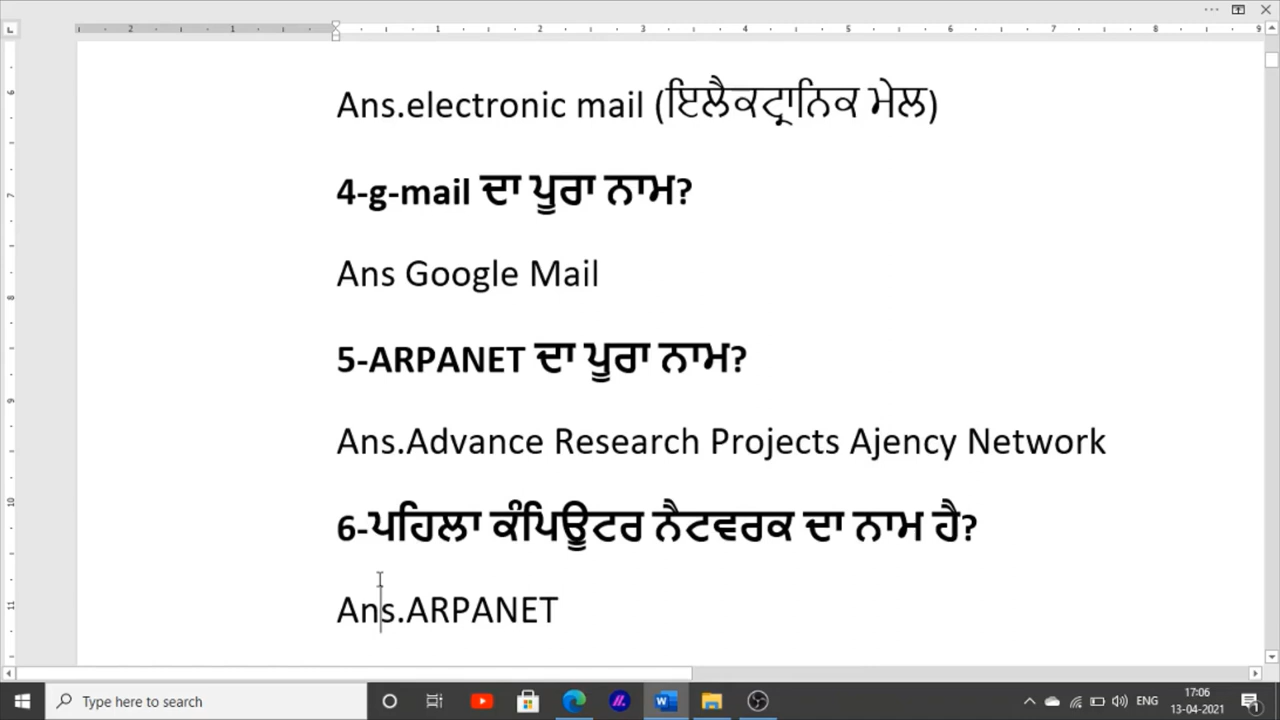 Ans.electronic mail (ਇਲੈਕਟ੍ਰਾਨਿਕ ਮੇਲ)
4-g-mail ਦਾ ਪੂਰਾ ਨਾਮ?
Ans Google Mail
5-ARPANET ਦਾ ਪੂਰਾ ਨਾਮ?
Ans.Advance Research Projects Ajency Network
6-ਪਹਿਲਾ ਕੰਪਿਊਟਰ ਨੈਟਵਰਕ ਦਾ ਨਾਮ ਹੈ?
Ans.ARPANET
Type here to search
ENG
17:06
13-04-2021